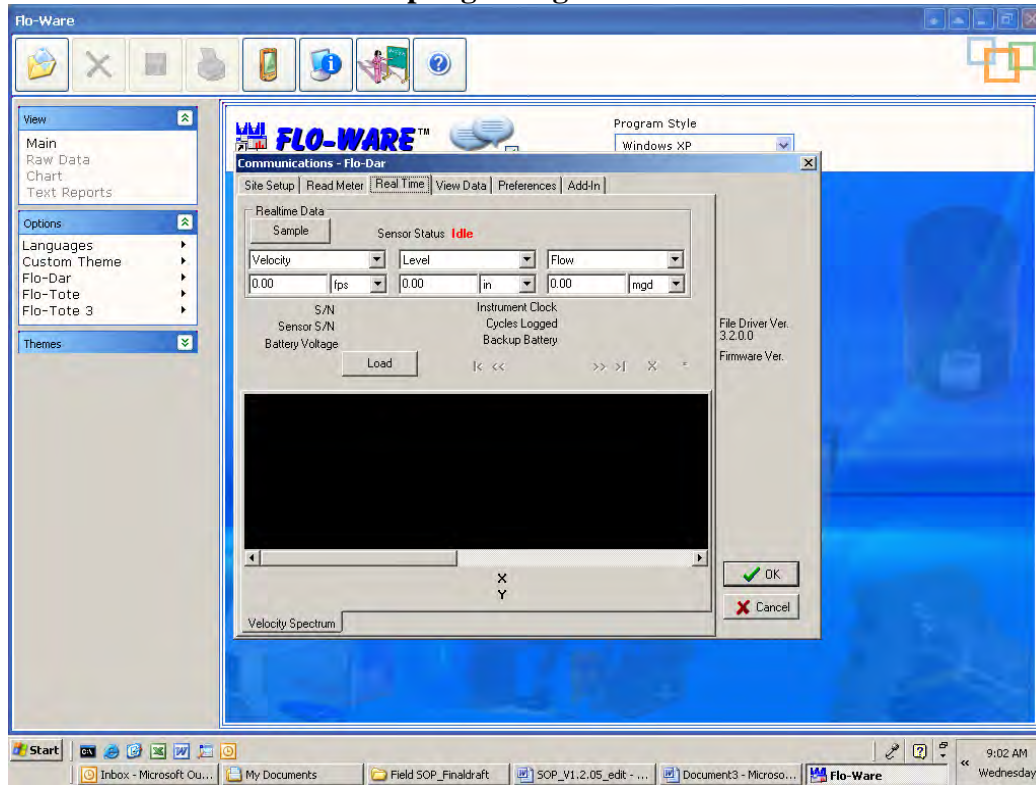 Flo-Ware
View
Main
Raw Data
Chart
Text Reports
Options
Languages
Custom Theme
Flo-Dar
Flo-Tote
Flo-Tote 3
Themes
FLO-WARE™
Program Style
Windows XP
Communications - Flo-Dar
Site Setup Read Meter Real Time View Data Preferences Add-In
Realtime Data
Sample Sensor Status Idle
Velocity Level Flow
0.00 fps 0.00 in 0.00 mgd
S/N Instrument Clock
Sensor S/N Cycles Logged
Battery Voltage Backup Battery
File Driver Ver.
3.2.0.0
Firmware Ver.
Load |< << >> >| X *
X
Y
Velocity Spectrum
OK
Cancel
Start
9:02 AM
Inbox - Microsoft Ou... My Documents Field SOP_Finaldraft SOP_V1.2.05_edit - ... Document3 - Microso... Flo-Ware
Wednesday